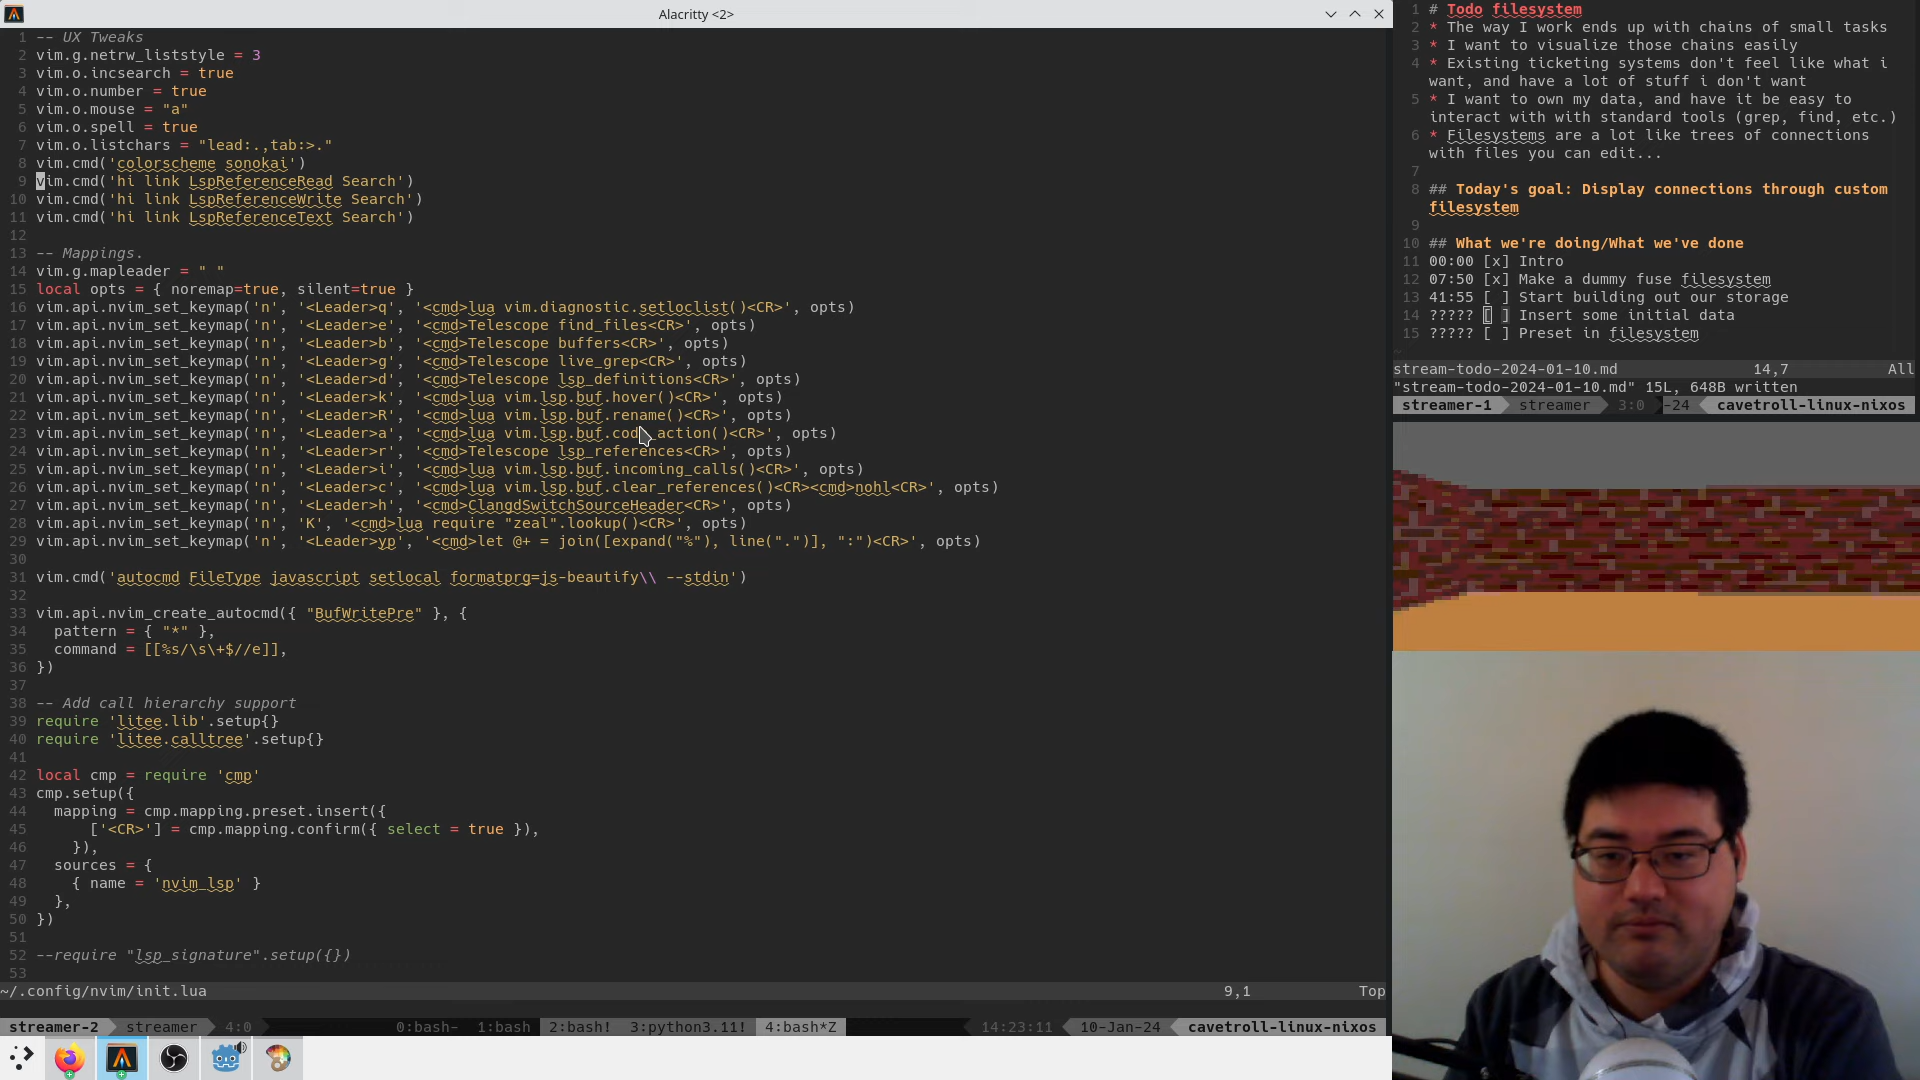 Alacritty <2>
1 -- UX Tweaks
2 vim.g.netrw_liststyle = 3
3 vim.o.incsearch = true
4 vim.o.number = true
5 vim.o.mouse = "a"
6 vim.o.spell = true
7 vim.o.listchars = "lead:.,tab:>."
8 vim.cmd('colorscheme sonokai')
9 vim.cmd('hi link LspReferenceRead Search')
10 vim.cmd('hi link LspReferenceWrite Search')
11 vim.cmd('hi link LspReferenceText Search')
12
13 -- Mappings.
14 vim.g.mapleader = " "
15 local opts = { noremap=true, silent=true }
16 vim.api.nvim_set_keymap('n', '<Leader>q', '<cmd>lua vim.diagnostic.setloclist()<CR>', opts)
17 vim.api.nvim_set_keymap('n', '<Leader>e', '<cmd>Telescope find_files<CR>', opts)
18 vim.api.nvim_set_keymap('n', '<Leader>b', '<cmd>Telescope buffers<CR>', opts)
19 vim.api.nvim_set_keymap('n', '<Leader>g', '<cmd>Telescope live_grep<CR>', opts)
20 vim.api.nvim_set_keymap('n', '<Leader>d', '<cmd>Telescope lsp_definitions<CR>', opts)
21 vim.api.nvim_set_keymap('n', '<Leader>k', '<cmd>lua vim.lsp.buf.hover()<CR>', opts)
22 vim.api.nvim_set_keymap('n', '<Leader>R', '<cmd>lua vim.lsp.buf.rename()<CR>', opts)
23 vim.api.nvim_set_keymap('n', '<Leader>a', '<cmd>lua vim.lsp.buf.code_action()<CR>', opts)
24 vim.api.nvim_set_keymap('n', '<Leader>r', '<cmd>Telescope lsp_references<CR>', opts)
25 vim.api.nvim_set_keymap('n', '<Leader>i', '<cmd>lua vim.lsp.buf.incoming_calls()<CR>', opts)
26 vim.api.nvim_set_keymap('n', '<Leader>c', '<cmd>lua vim.lsp.buf.clear_references()<CR><cmd>nohl<CR>', opts)
27 vim.api.nvim_set_keymap('n', '<Leader>h', '<cmd>ClangdSwitchSourceHeader<CR>', opts)
28 vim.api.nvim_set_keymap('n', 'K', '<cmd>lua require "zeal".lookup()<CR>', opts)
29 vim.api.nvim_set_keymap('n', '<Leader>yp', '<cmd>let @+ = join([expand("%"), line(".")], ":")<CR>', opts)
30
31 vim.cmd('autocmd FileType javascript setlocal formatprg=js-beautify\\ --stdin')
32
33 vim.api.nvim_create_autocmd({ "BufWritePre" }, {
34 pattern = { "*" },
35 command = [[%s/\s\+$//e]],
36 })
37
38 -- Add call hierarchy support
39 require 'litee.lib'.setup{}
40 require 'litee.calltree'.setup{}
41
42 local cmp = require 'cmp'
43 cmp.setup({
44 mapping = cmp.mapping.preset.insert({
45 ['<CR>'] = cmp.mapping.confirm({ select = true }),
46 }),
47 sources = {
48 { name = 'nvim_lsp' }
49 },
50 })
51
52 --require "lsp_signature".setup({})
53
~/.config/nvim/init.lua 9,1 Top
streamer-2 streamer 4:0 0:bash- 1:bash 2:bash! 3:python3.11! 4:bash*Z 14:23:11 10-Jan-24 cavetroll-linux-nixos
1 # Todo filesystem
2 * The way I work ends up with chains of small tasks
3 * I want to visualize those chains easily
4 * Existing ticketing systems don't feel like what i
want, and have a lot of stuff i don't want
5 * I want to own my data, and have it be easy to
interact with with standard tools (grep, find, etc.)
6 * Filesystems are a lot like trees of connections
with files you can edit...
7
8 ## Today's goal: Display connections through custom
filesystem
9
10 ## What we're doing/What we've done
11 00:00 [x] Intro
12 07:50 [x] Make a dummy fuse filesystem
13 41:55 [ ] Start building out our storage
14 ????? [ ] Insert some initial data
15 ????? [ ] Preset in filesystem
~
stream-todo-2024-01-10.md 14,7 All
"stream-todo-2024-01-10.md" 15L, 648B written
streamer-1 streamer 3:0 -24 cavetroll-linux-nixos